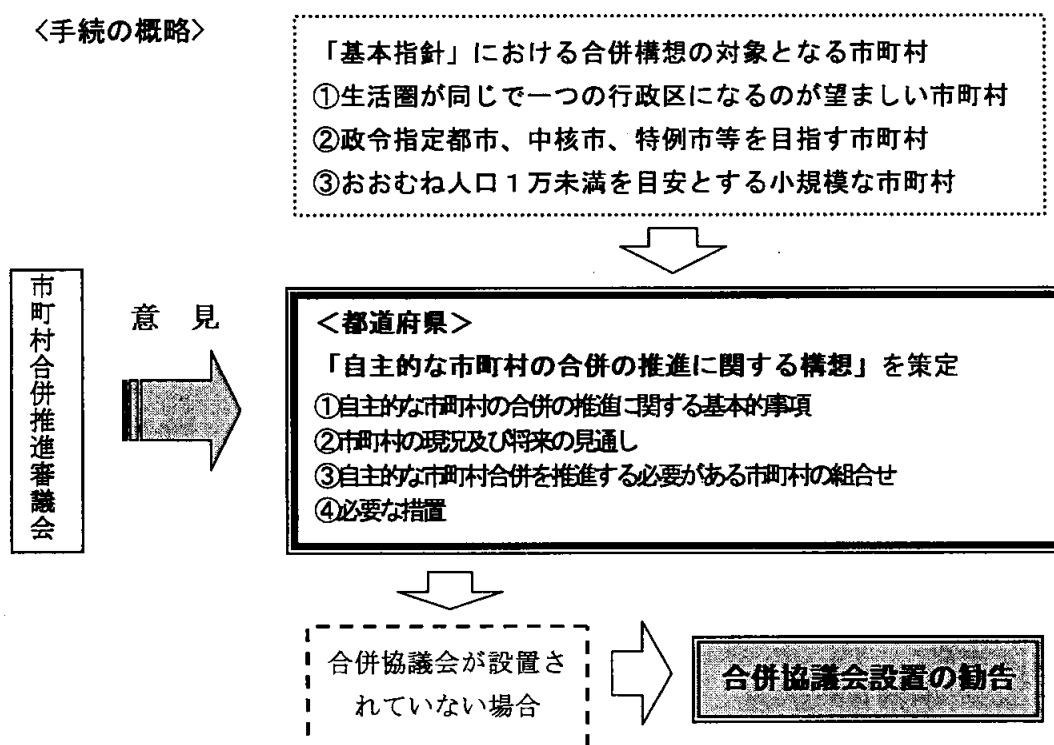 〈手続の概略〉
「基本指針」における合併構想の対象となる市町村
①生活圏が同じで一つの行政区になるのが望ましい市町村
②政令指定都市、中核市、特例市等を目指す市町村
③おおむね人口１万未満を目安とする小規模な市町村
市町村合併推進審議会
意　見
＜都道府県＞
「自主的な市町村の合併の推進に関する構想」を策定
①自主的な市町村の合併の推進に関する基本的事項
②市町村の現況及び将来の見通し
③自主的な市町村合併を推進する必要がある市町村の組合せ
④必要な措置
合併協議会が設置さ
れていない場合
合併協議会設置の勧告